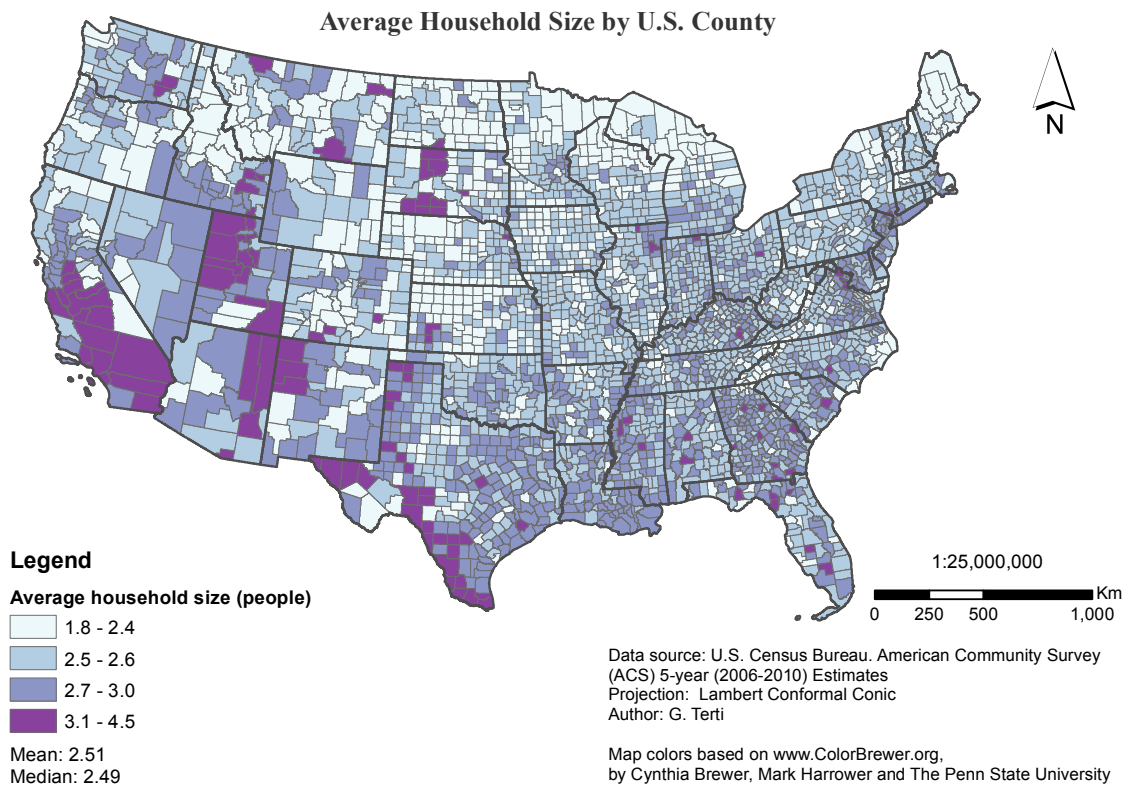 Average Household Size by U.S. County
N
Legend
Average household size (people)
1.8 - 2.4
2.5 - 2.6
2.7 - 3.0
3.1 - 4.5
Mean: 2.51
Median: 2.49
1:25,000,000
Km
0 250 500 1,000
Data source: U.S. Census Bureau. American Community Survey
(ACS) 5-year (2006-2010) Estimates
Projection: Lambert Conformal Conic
Author: G. Terti
Map colors based on www.ColorBrewer.org,
by Cynthia Brewer, Mark Harrower and The Penn State University